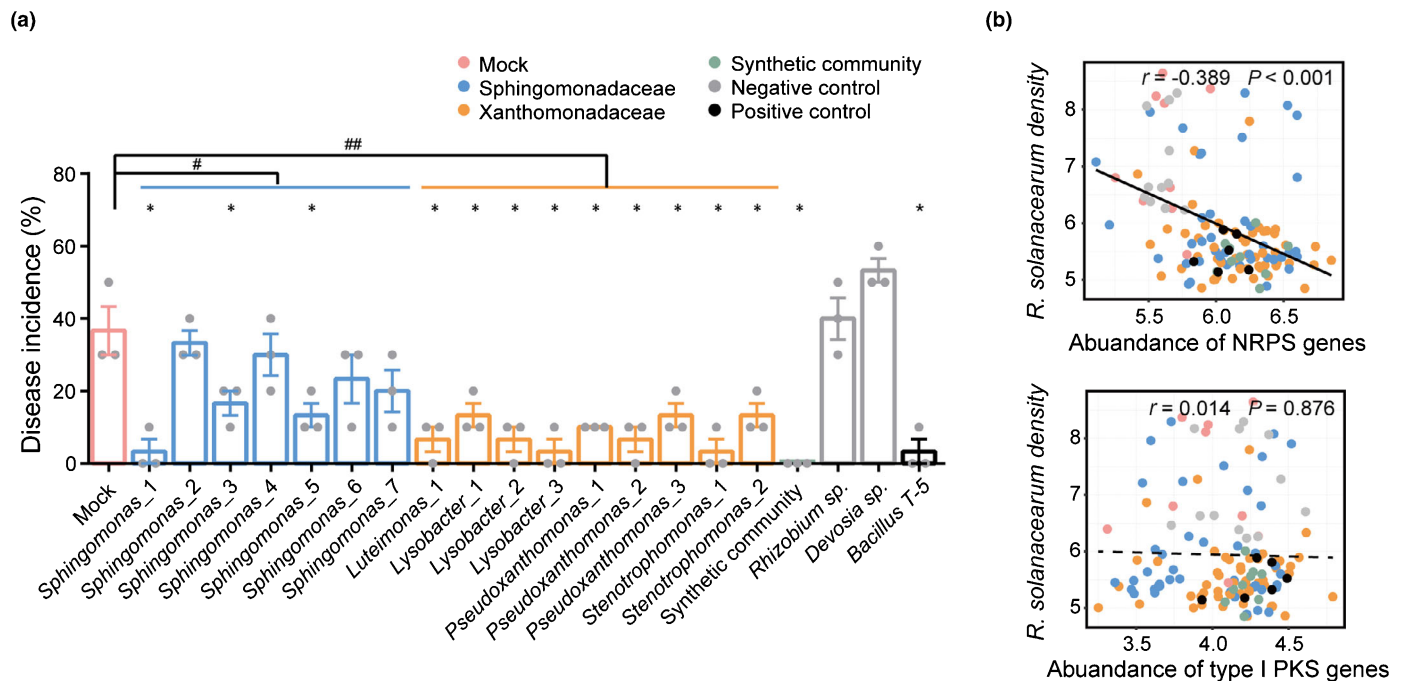 (a)
Mock
Sphingomonadaceae
Xanthomonadaceae
Synthetic community
Negative control
Positive control
##
#
* * * * * * * * * * * * * *
Disease incidence (%)
80
60
40
20
0
Mock
Sphingomonas_1
Sphingomonas_2
Sphingomonas_3
Sphingomonas_4
Sphingomonas_5
Sphingomonas_6
Sphingomonas_7
Luteimonas_1
Lysobacter_1
Lysobacter_2
Lysobacter_3
Pseudoxanthomonas_1
Pseudoxanthomonas_2
Pseudoxanthomonas_3
Stenotrophomonas_1
Stenotrophomonas_2
Synthetic community
Rhizobium sp.
Devosia sp.
Bacillus T-5
(b)
r = -0.389 P < 0.001
R. solanacearum density
8
7
6
5
5.5 6.0 6.5
Abuandance of NRPS genes
r = 0.014 P = 0.876
R. solanacearum density
8
7
6
5
3.5 4.0 4.5
Abuandance of type I PKS genes